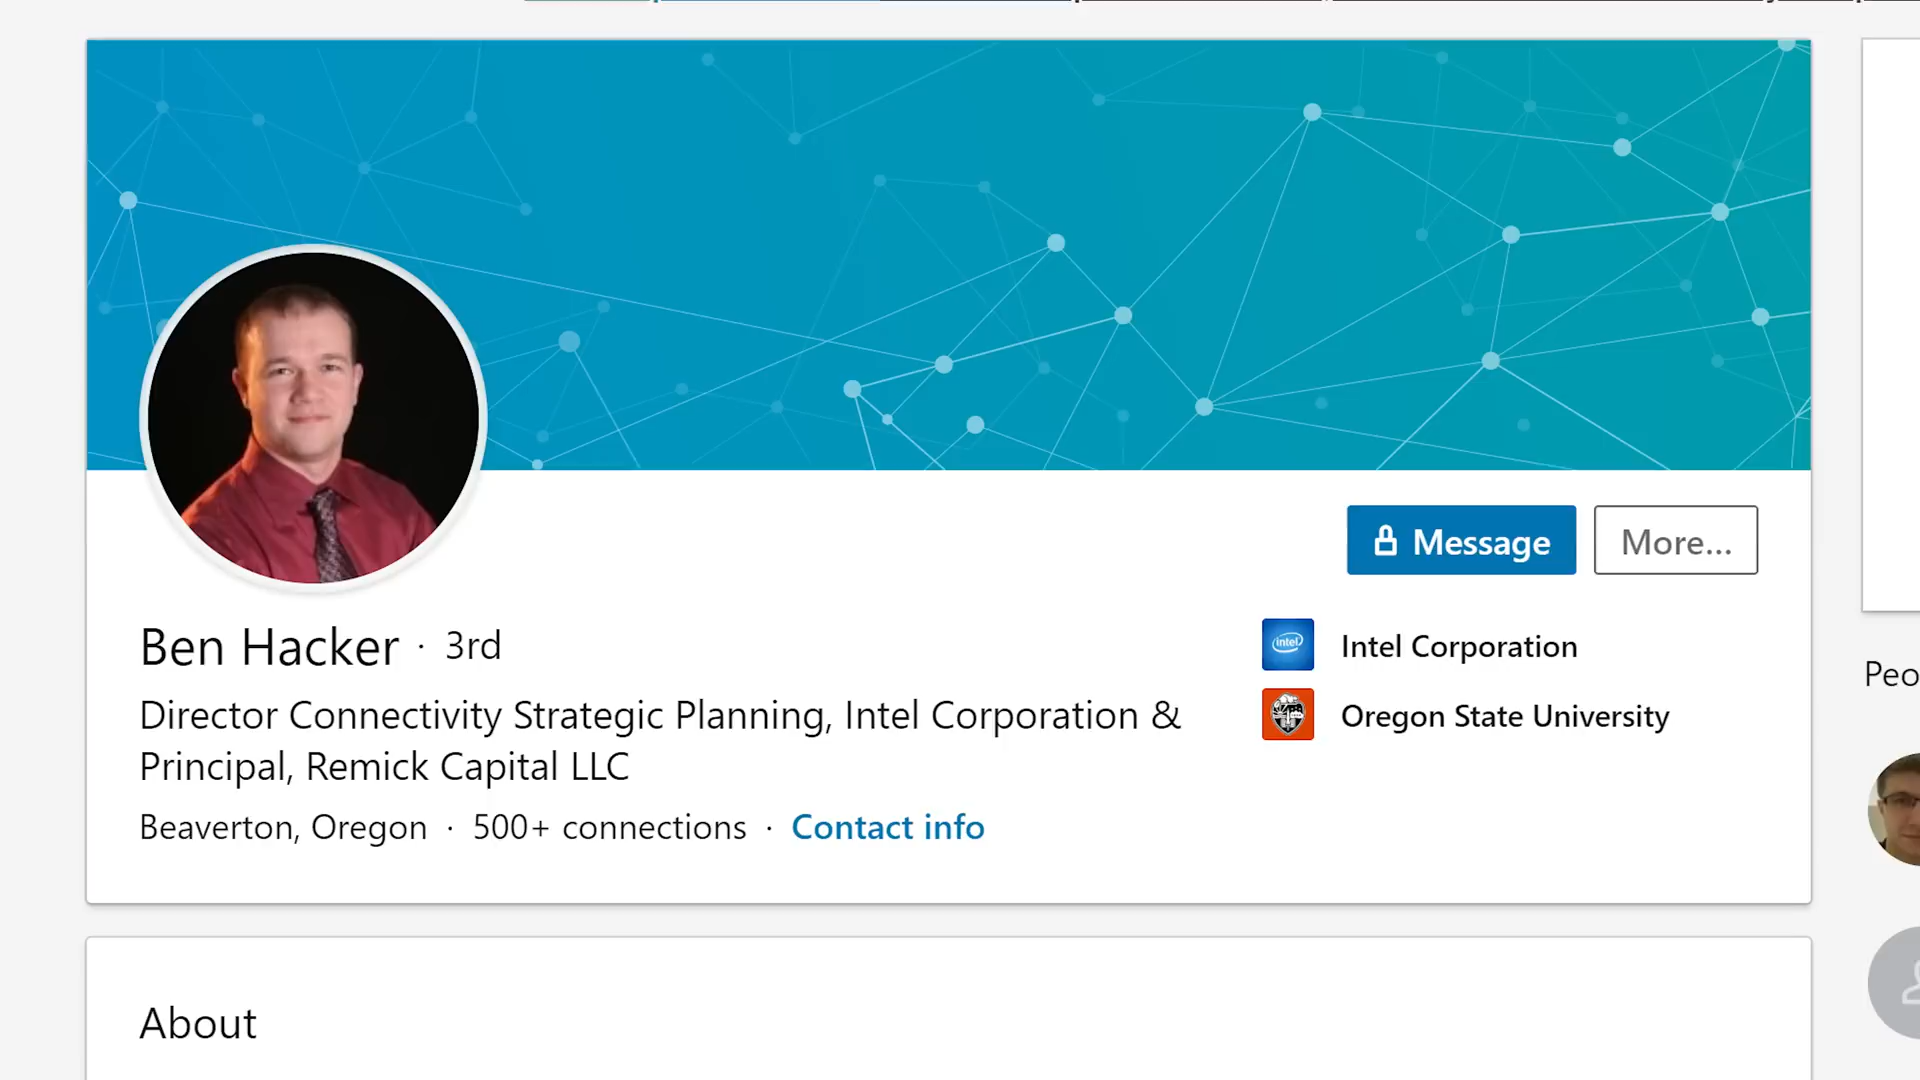 Message
More...
Ben Hacker · 3rd
intel
Intel Corporation
Director Connectivity Strategic Planning, Intel Corporation &
Principal, Remick Capital LLC
Oregon State University
Beaverton, Oregon · 500+ connections · Contact info
About